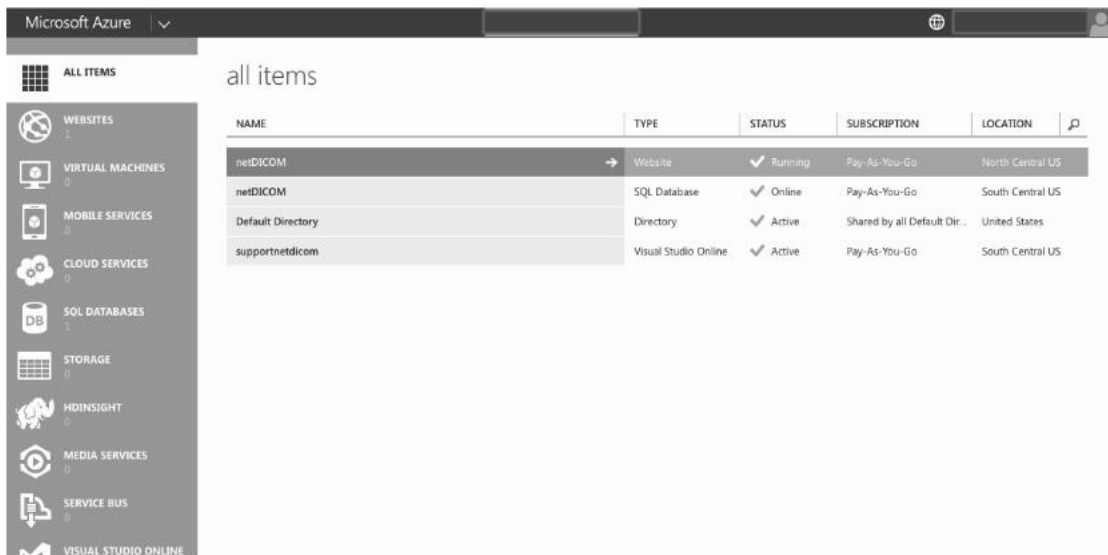 Microsoft Azure
ALL ITEMS
WEBSITES
1
VIRTUAL MACHINES
0
MOBILE SERVICES
0
CLOUD SERVICES
0
SQL DATABASES
1
STORAGE
0
HDINSIGHT
0
MEDIA SERVICES
0
SERVICE BUS
0
VISUAL STUDIO ONLINE
all items
NAME TYPE STATUS SUBSCRIPTION LOCATION
netDICOM Website Running Pay-As-You-Go North Central US
netDICOM SQL Database Online Pay-As-You-Go South Central US
Default Directory Directory Active Shared by all Default Dir... United States
supportnetdicom Visual Studio Online Active Pay-As-You-Go South Central US
DB